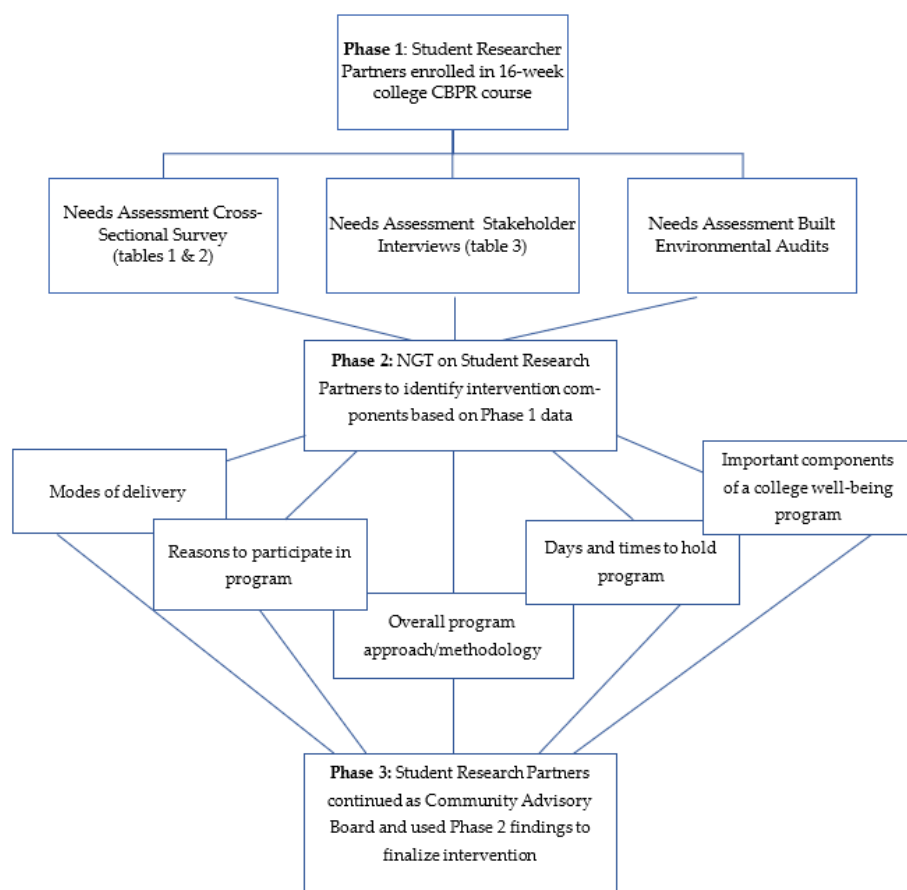 Phase 1: Student Researcher
Partners enrolled in 16-week
college CBPR course
Needs Assessment Cross-
Sectional Survey
(tables 1 & 2)
Needs Assessment Stakeholder
Interviews (table 3)
Needs Assessment Built
Environmental Audits
Phase 2: NGT on Student Research
Partners to identify intervention com-
ponents based on Phase 1 data
Modes of delivery
Reasons to participate in
program
Overall program
approach/methodology
Days and times to hold
program
Important components
of a college well-being
program
Phase 3: Student Research Partners
continued as Community Advisory
Board and used Phase 2 findings to
finalize intervention